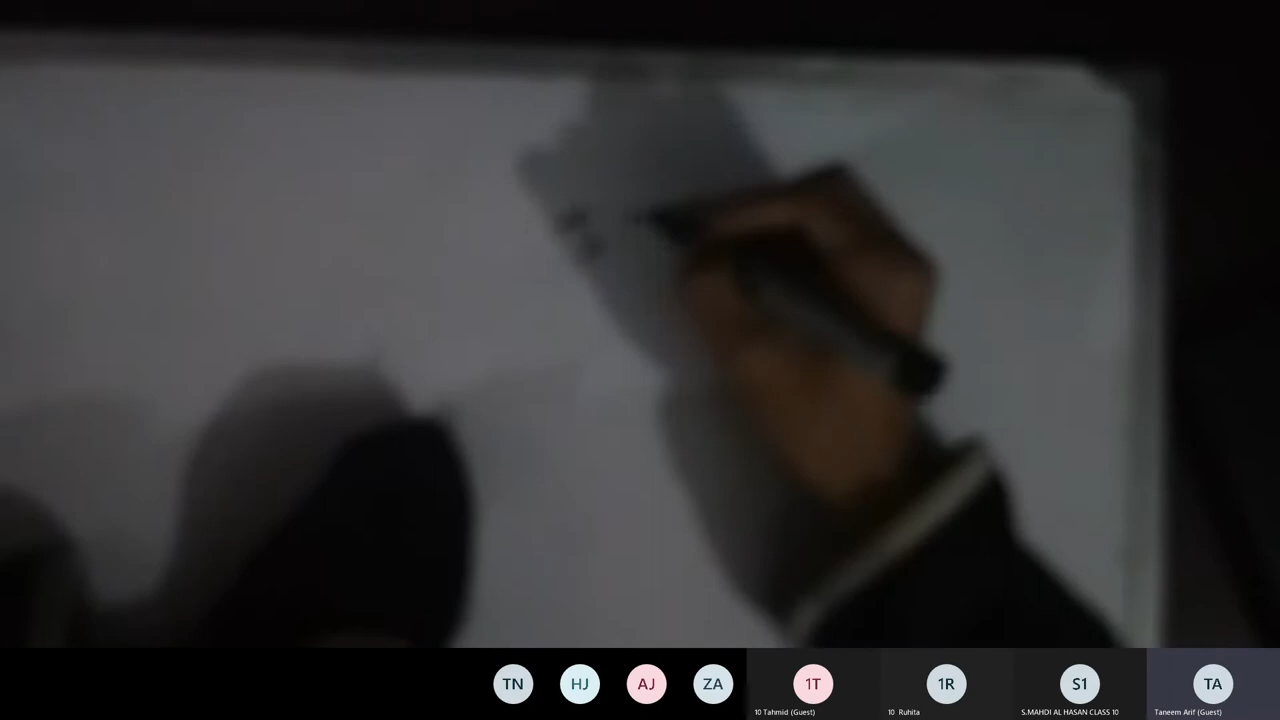 TN HJ AJ ZA 1T 1R S1 TA
10 Tahmid (Guest) 10 Ruhita S.MAHDI AL HASAN CLASS 10 Taneem Arif (Guest)